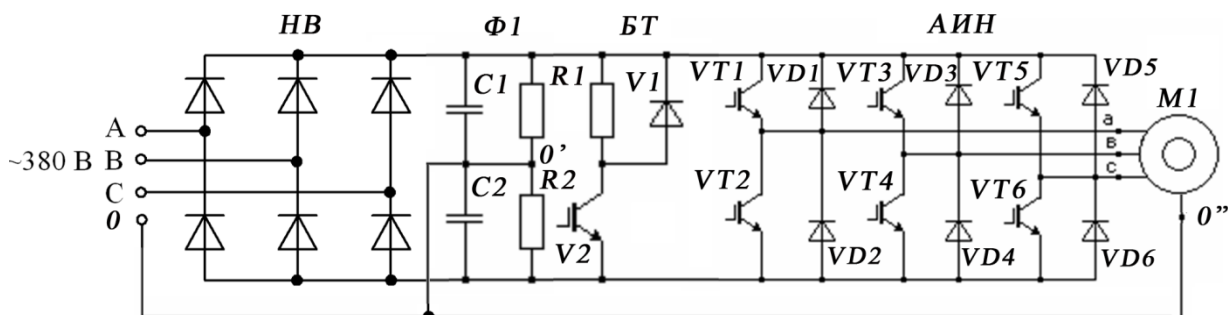 НВ Ф1 БТ АИН
C1 R1 V1 VT1 VD1 VT3 VD3 VT5 VD5
M1
A
~380 В B
C
0
0'
a
в
c
C2 R2 V2 VT2 VD2 VT4 VD4 VT6 VD6
0"